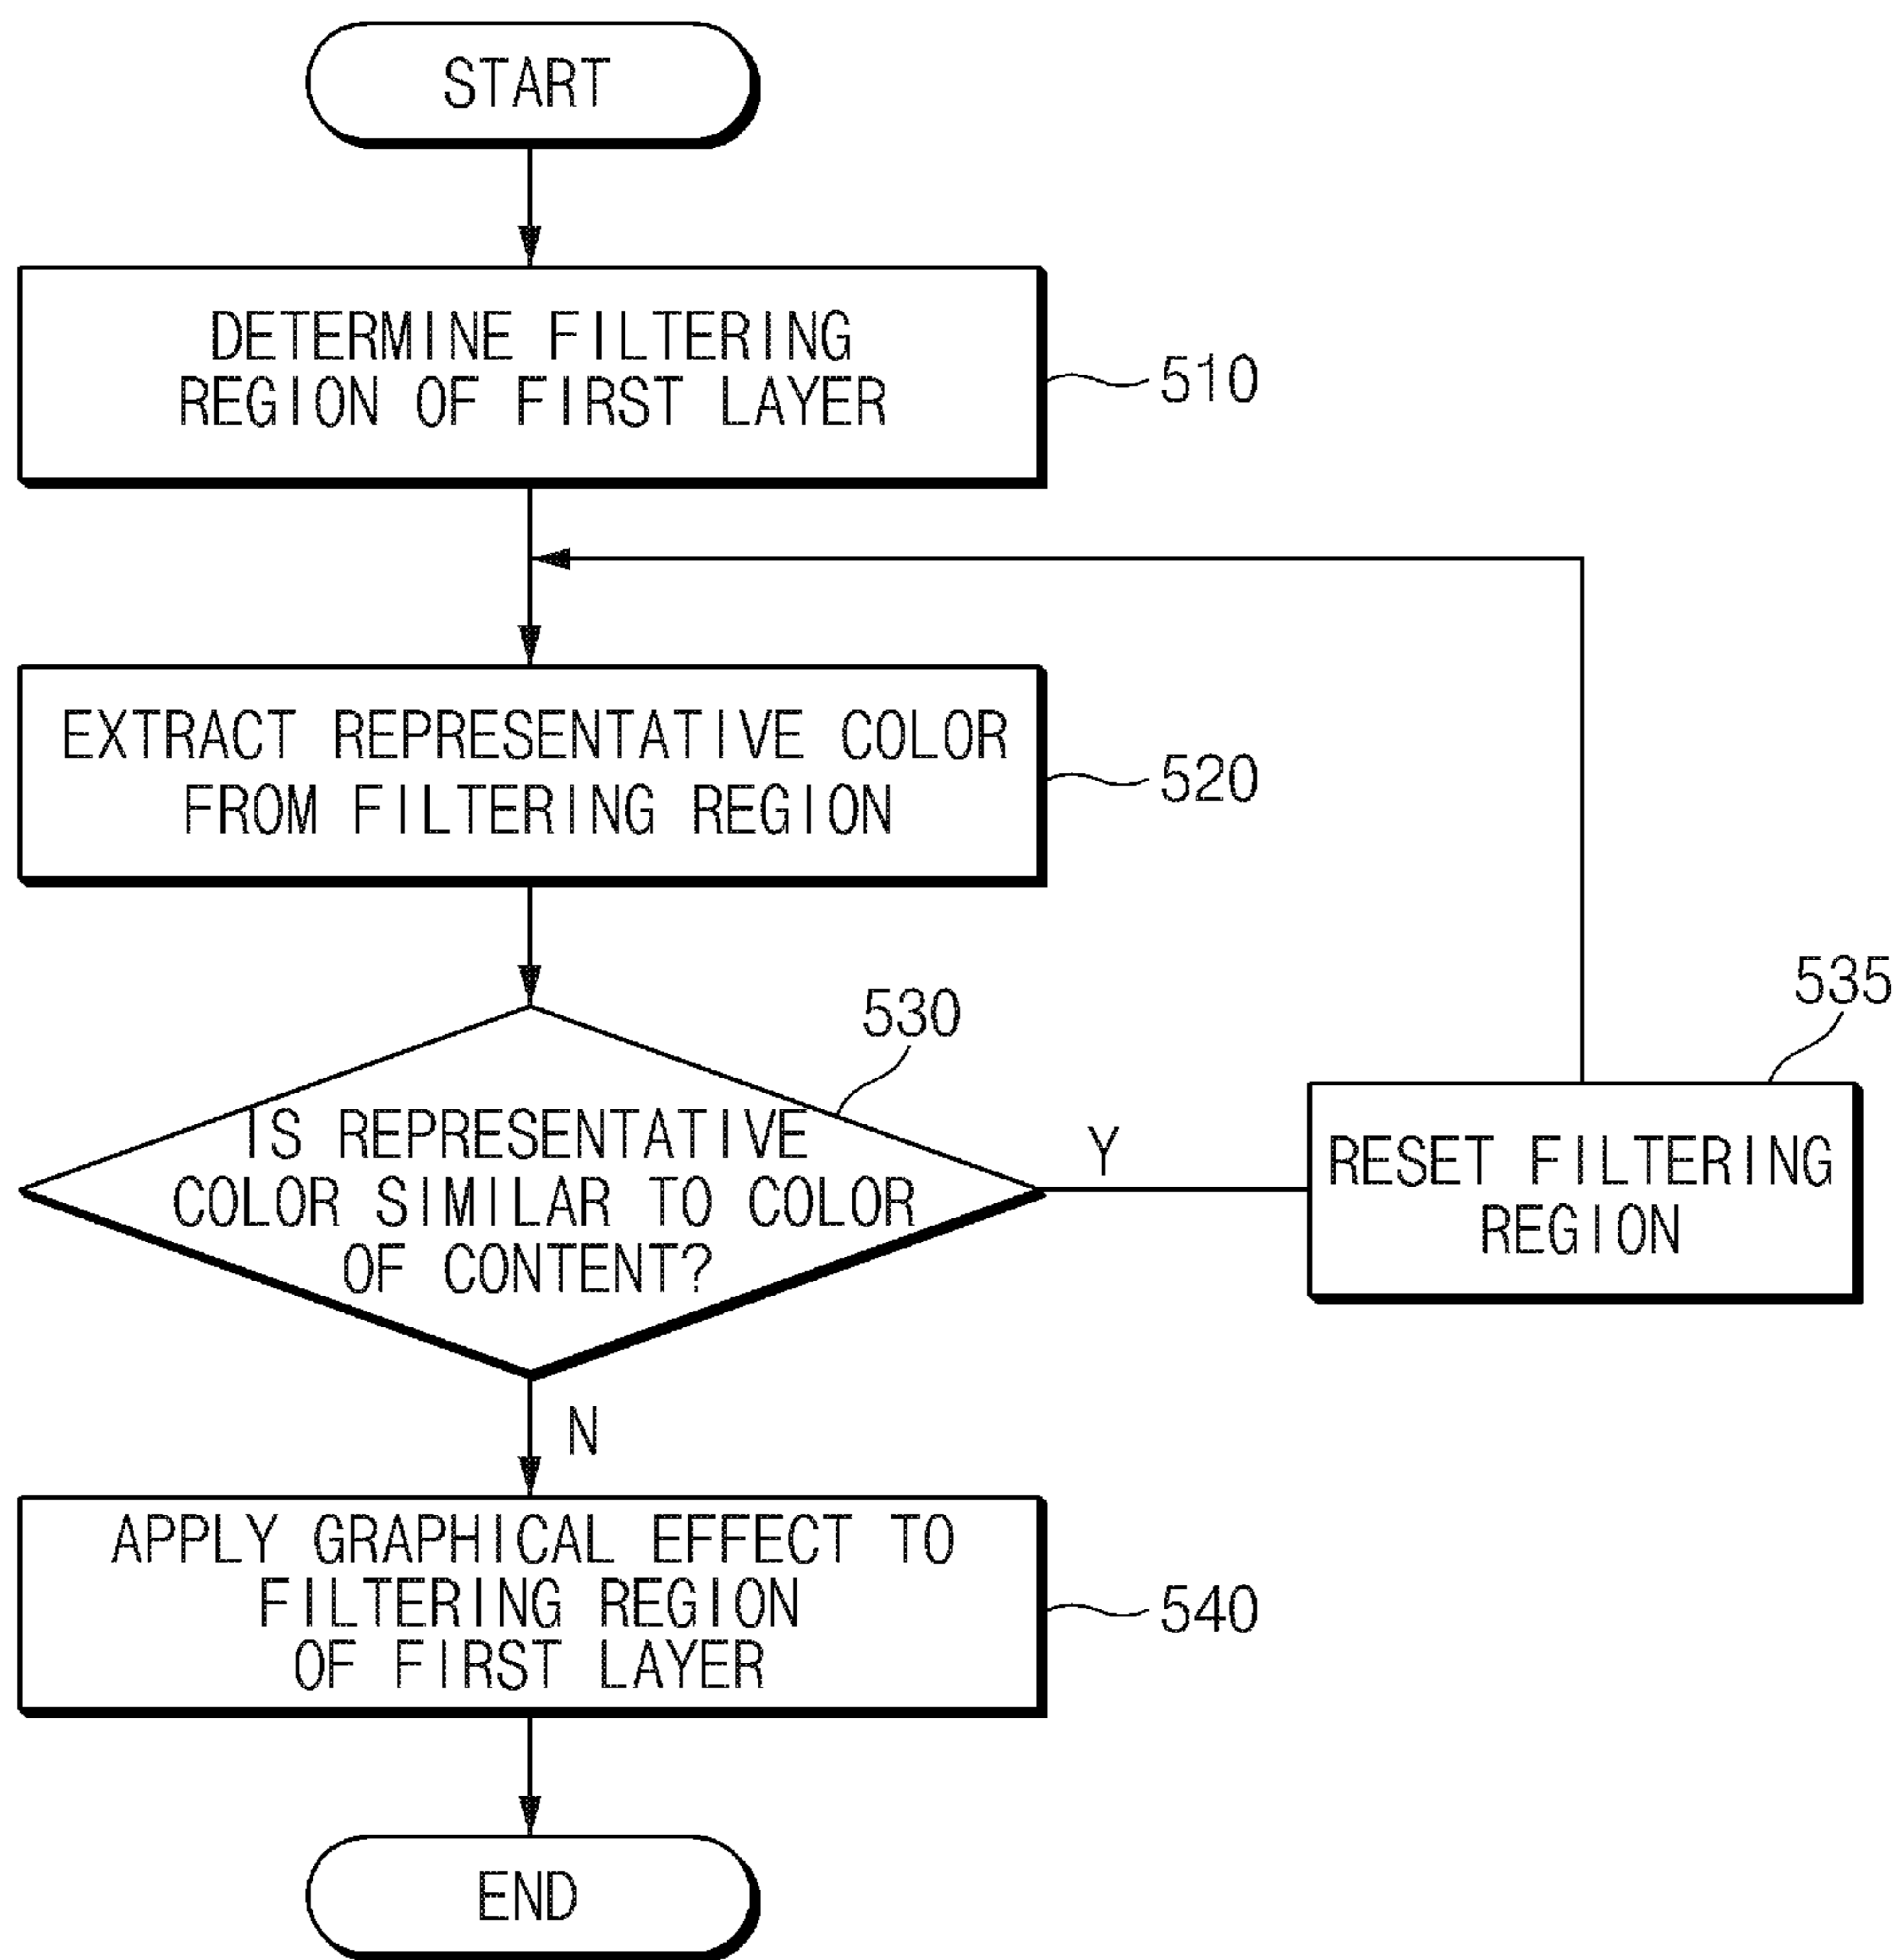 START
DETERMINE FILTERING
REGION OF FIRST LAYER
510
EXTRACT REPRESENTATIVE COLOR
FROM FILTERING REGION
520
530
IS REPRESENTATIVE
COLOR SIMILAR TO COLOR
OF CONTENT?
Y
535
RESET FILTERING
REGION
N
APPLY GRAPHICAL EFFECT TO
FILTERING REGION
OF FIRST LAYER
540
END